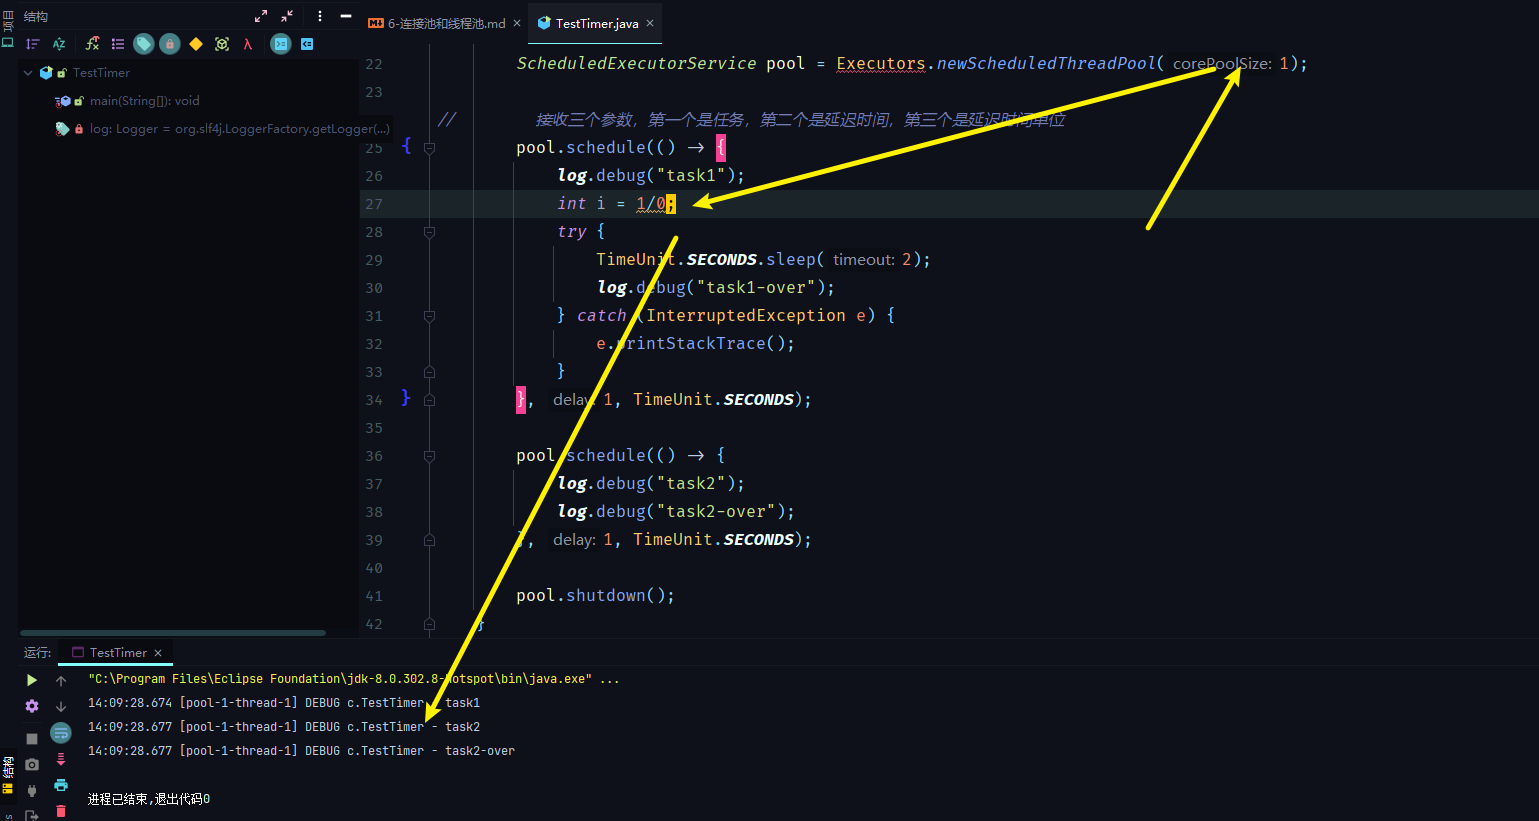 项目
结构
TestTimer
main(String[]): void
log: Logger = org.slf4j.LoggerFactory.getLogger(...)
6-连接池和线程池.md ×
TestTimer.java ×
22 ScheduledExecutorService pool = Executors.newScheduledThreadPool( corePoolSize: 1);
23
// 接收三个参数，第一个是任务，第二个是延迟时间，第三个是延迟时间单位
25 { pool.schedule(() -> {
26 log.debug("task1");
27 int i = 1/0;
28 try {
29 TimeUnit.SECONDS.sleep( timeout: 2);
30 log.debug("task1-over");
31 } catch (InterruptedException e) {
32 e.printStackTrace();
33 }
34 } }, delay: 1, TimeUnit.SECONDS);
35
36 pool.schedule(() -> {
37 log.debug("task2");
38 log.debug("task2-over");
39 }, delay: 1, TimeUnit.SECONDS);
40
41 pool.shutdown();
42 }
运行: TestTimer ×
"C:\Program Files\Eclipse Foundation\jdk-8.0.302.8-hotspot\bin\java.exe" ...
14:09:28.674 [pool-1-thread-1] DEBUG c.TestTimer - task1
14:09:28.677 [pool-1-thread-1] DEBUG c.TestTimer - task2
14:09:28.677 [pool-1-thread-1] DEBUG c.TestTimer - task2-over
进程已结束,退出代码0
结构